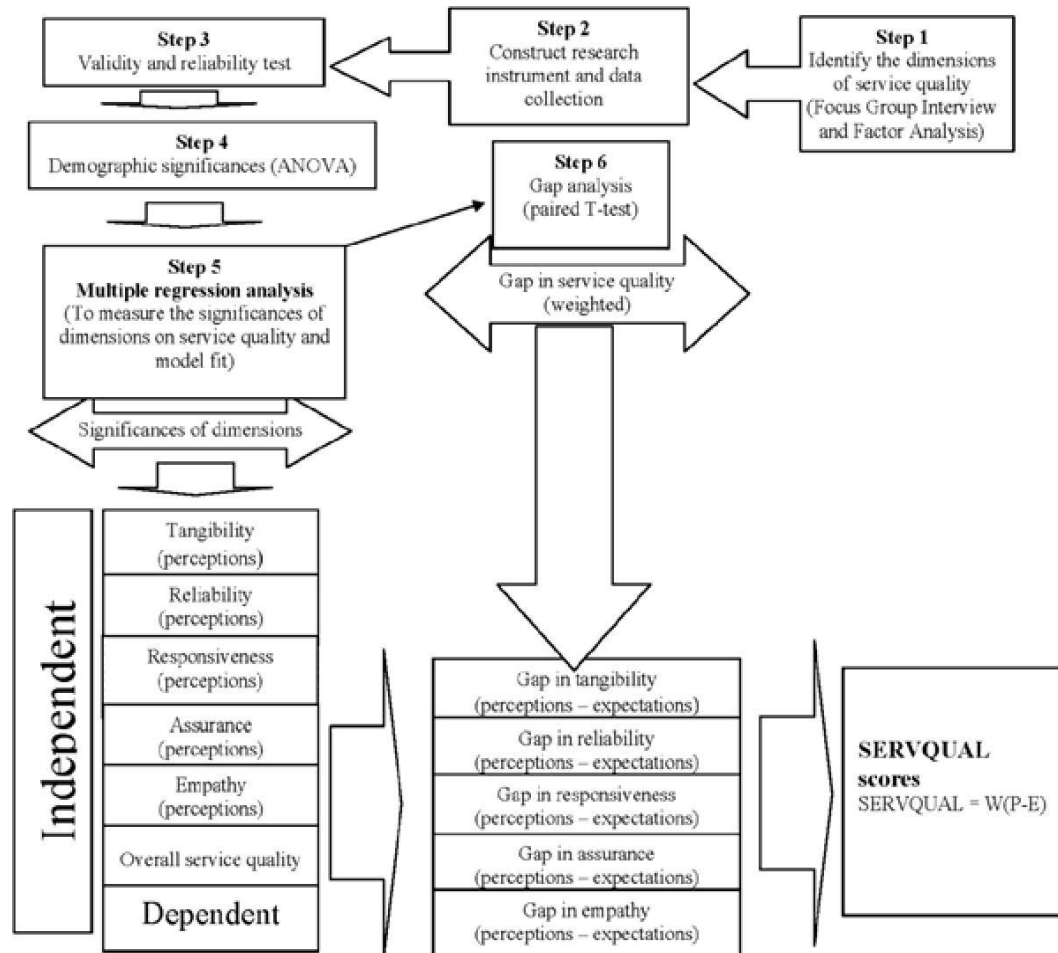 Step 3
Validity and reliability test
Step 2
Construct research
instrument and data
collection
Step 1
Identify the dimensions
of service quality
(Focus Group Interview
and Factor Analysis)
Step 4
Demographic significances (ANOVA)
Step 6
Gap analysis
(paired T-test)
Step 5
Multiple regression analysis
(To measure the significances of
dimensions on service quality and
model fit)
Gap in service quality
(weighted)
Significances of dimensions
Independent
Tangibility
(perceptions)
Reliability
(perceptions)
Responsiveness
(perceptions)
Assurance
(perceptions)
Empathy
(perceptions)
Overall service quality
Dependent
Gap in tangibility
(perceptions – expectations)
Gap in reliability
(perceptions – expectations)
Gap in responsiveness
(perceptions – expectations)
Gap in assurance
(perceptions – expectations)
Gap in empathy
(perceptions – expectations)
SERVQUAL
scores
SERVQUAL = W(P-E)